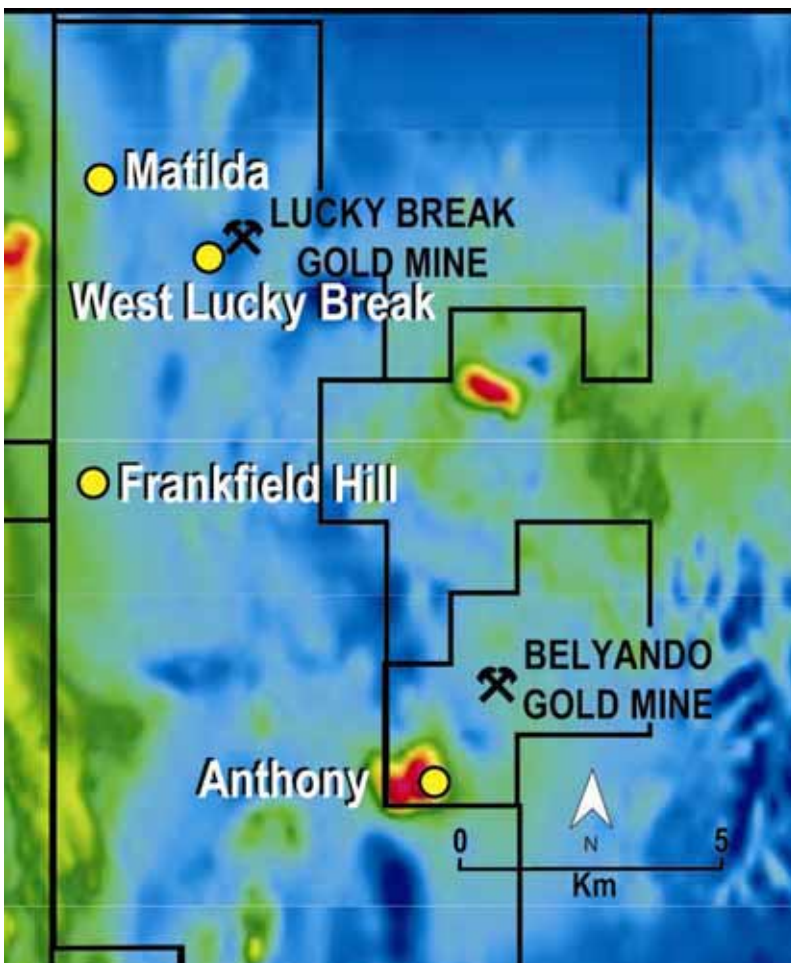 Matilda
LUCKY BREAK
GOLD MINE
West Lucky Break
Frankfield Hill
BELYANDO
GOLD MINE
Anthony
N
0 5
Km